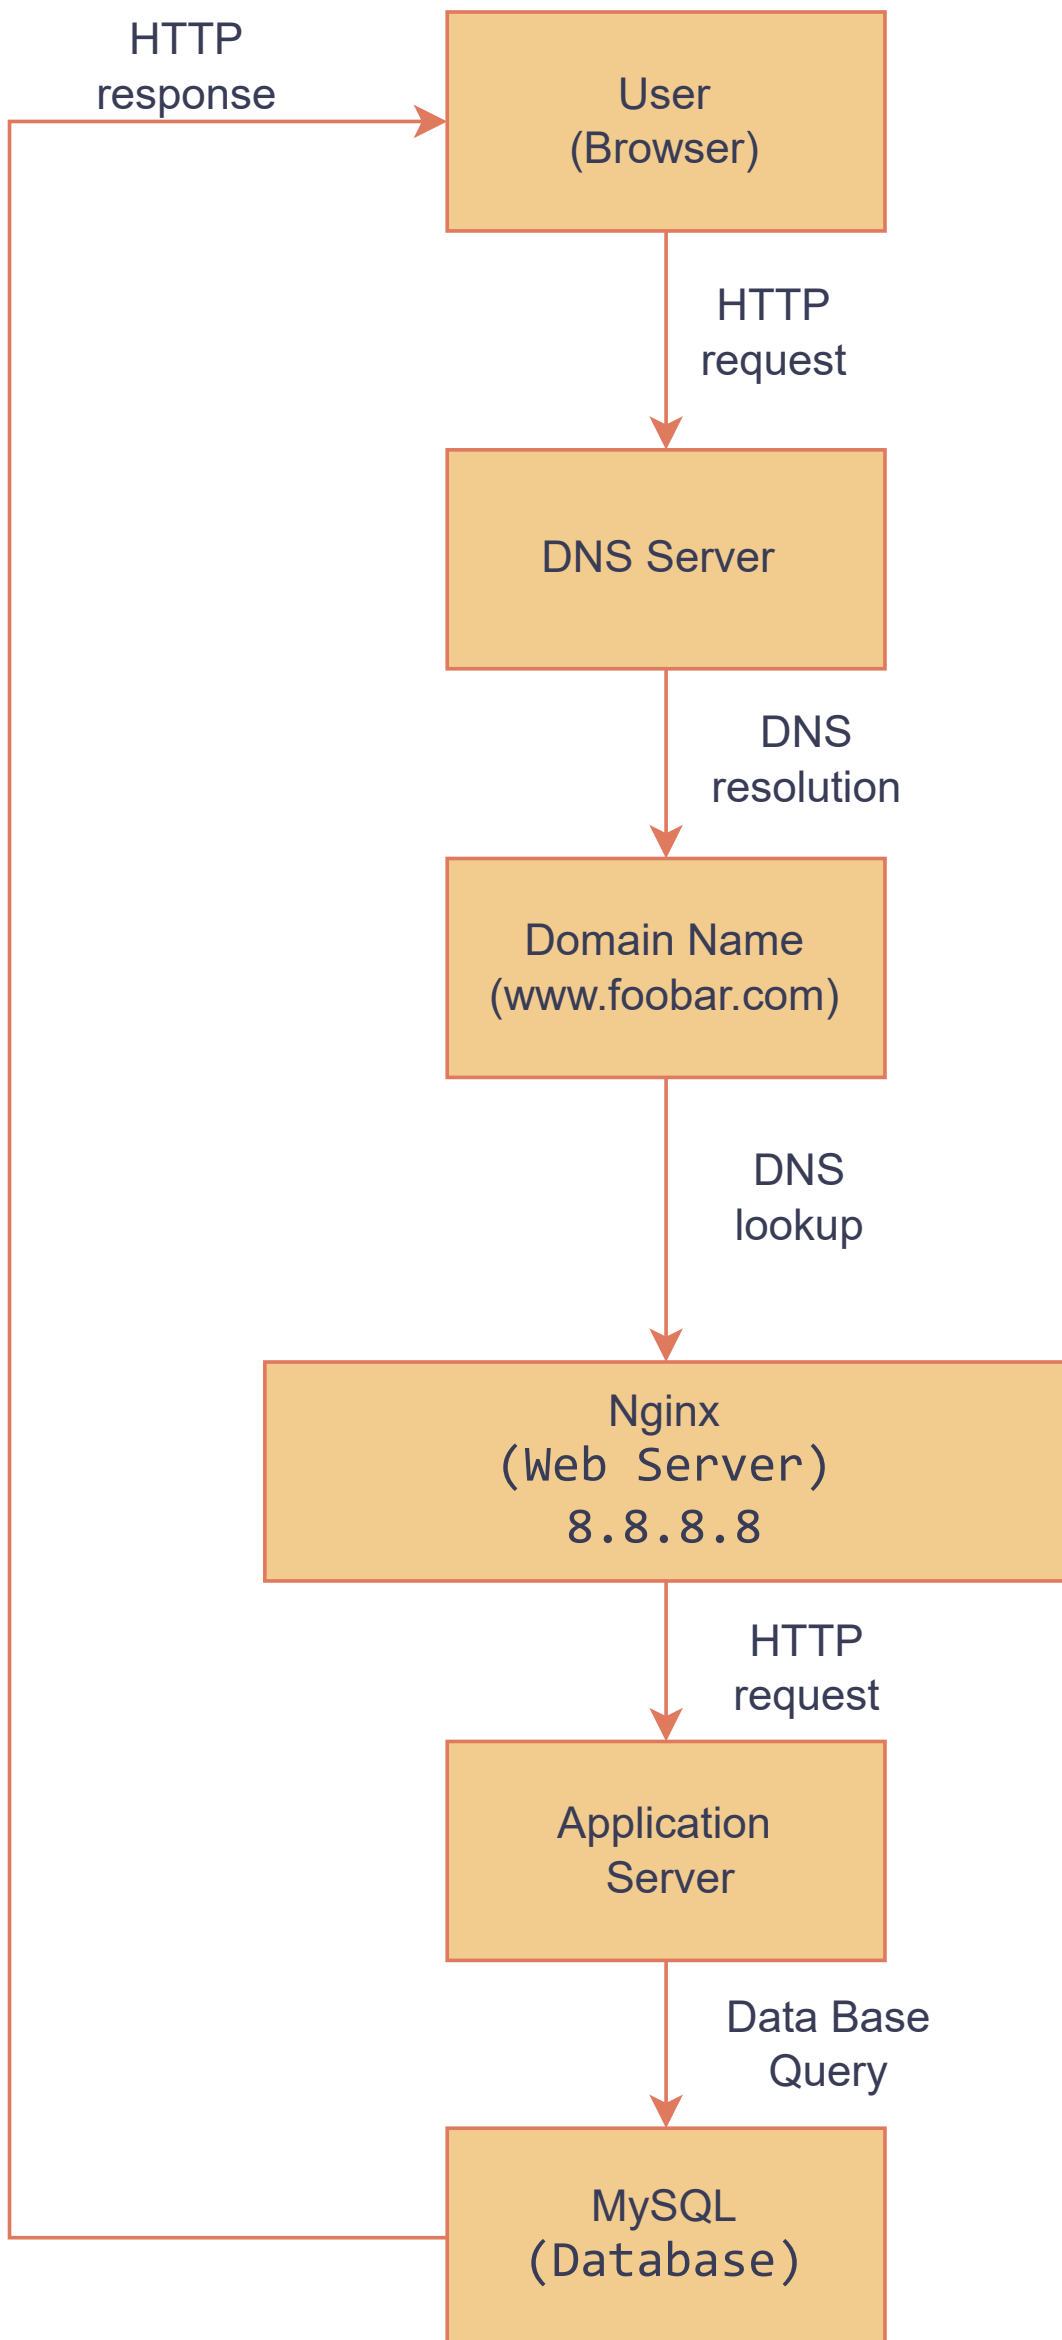 HTTP
response
User
(Browser)
HTTP
request
DNS Server
DNS
resolution
Domain Name
(www.foobar.com)
DNS
lookup
Nginx
(Web Server)
8.8.8.8
HTTP
request
Application
Server
Data Base
Query
MySQL
(Database)